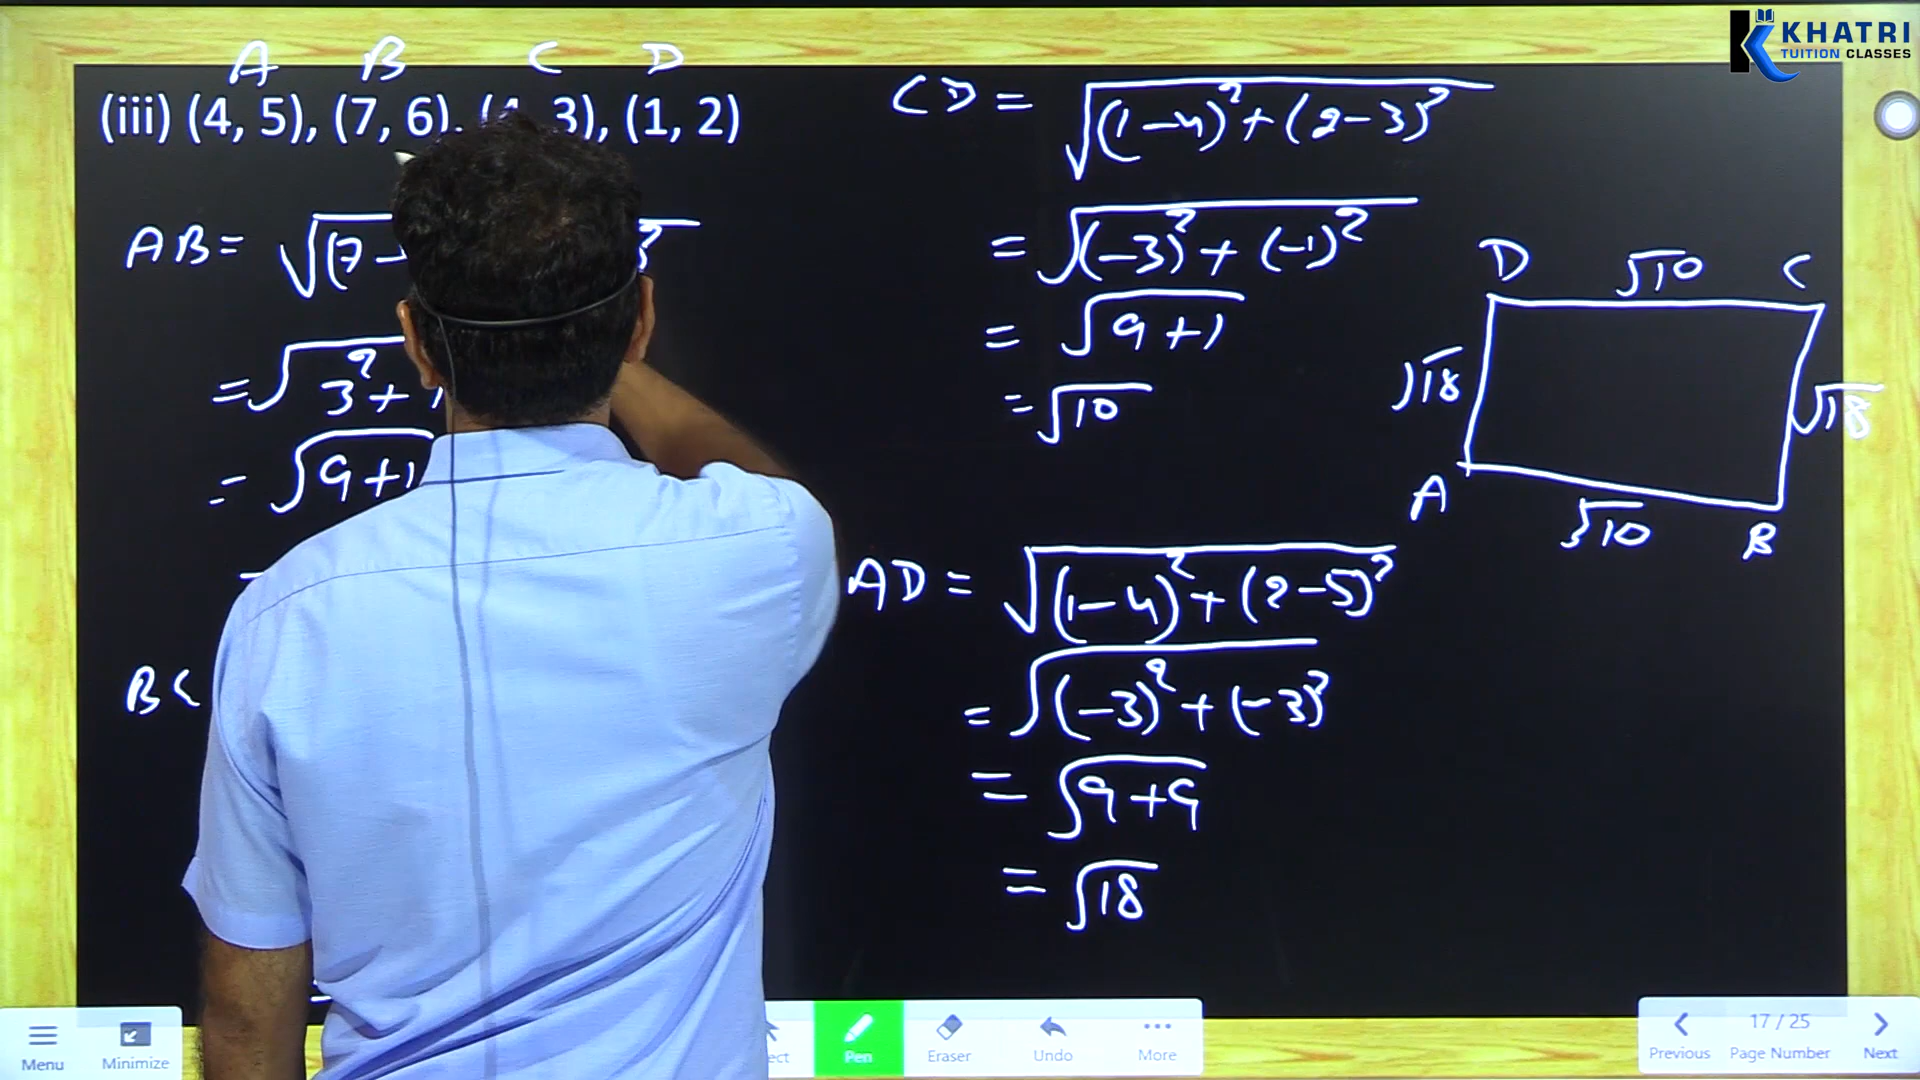 KHATRI
TUITION CLASSES
A B C D
(iii) (4, 5), (7, 6), (4, 3), (1, 2)
AB = √(7 -
= √3² +
= √9+1
BC
CD = √(1-4)² + (2-3)²
= √(-3)² + (-1)²
= √9+1
= √10
AD = √(1-4)² + (2-5)²
= √(-3)² + (-3)²
= √9+9
= √18
D √10 C
√18 √18
A √10 B
Menu
Minimize
Pen
Eraser
Undo
More
17 / 25
Previous Page Number Next